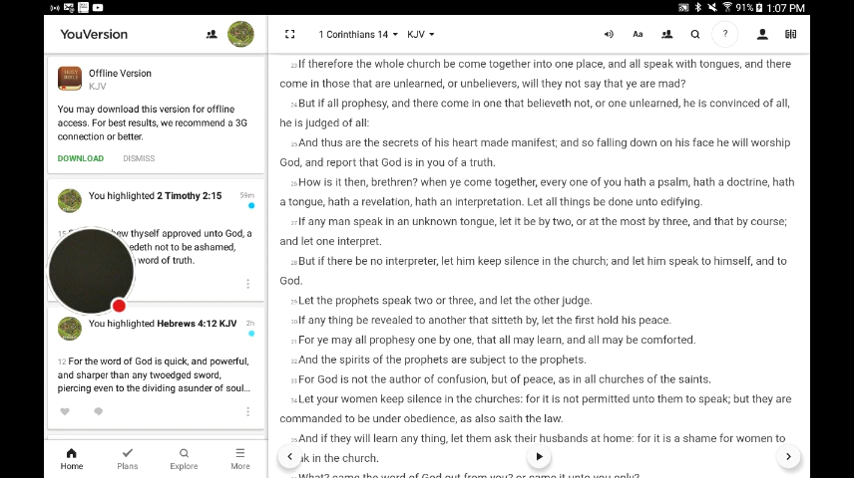 91% 1:07 PM
YouVersion
1 Corinthians 14 KJV Aa ?
Offline Version
KJV
You may download this version for offline
access. For best results, we recommend a 3G
connection or better.
DOWNLOAD DISMISS
You highlighted 2 Timothy 2:15 59m
15 hew thyself approved unto God, a
edeth not to be ashamed,
word of truth.
You highlighted Hebrews 4:12 KJV 2h
12 For the word of God is quick, and powerful,
and sharper than any twoedged sword,
piercing even to the dividing asunder of soul...
Home Plans Explore More
23 If therefore the whole church be come together into one place, and all speak with tongues, and there
come in those that are unlearned, or unbelievers, will they not say that ye are mad?
24 But if all prophesy, and there come in one that believeth not, or one unlearned, he is convinced of all,
he is judged of all:
25 And thus are the secrets of his heart made manifest; and so falling down on his face he will worship
God, and report that God is in you of a truth.
26 How is it then, brethren? when ye come together, every one of you hath a psalm, hath a doctrine, hath
a tongue, hath a revelation, hath an interpretation. Let all things be done unto edifying.
27 If any man speak in an unknown tongue, let it be by two, or at the most by three, and that by course;
and let one interpret.
28 But if there be no interpreter, let him keep silence in the church; and let him speak to himself, and to
God.
29 Let the prophets speak two or three, and let the other judge.
30 If any thing be revealed to another that sitteth by, let the first hold his peace.
31 For ye may all prophesy one by one, that all may learn, and all may be comforted.
32 And the spirits of the prophets are subject to the prophets.
33 For God is not the author of confusion, but of peace, as in all churches of the saints.
34 Let your women keep silence in the churches: for it is not permitted unto them to speak; but they are
commanded to be under obedience, as also saith the law.
35 And if they will learn any thing, let them ask their husbands at home: for it is a shame for women to
ak in the church.
What? came the word of God out from you? or came it unto you only?